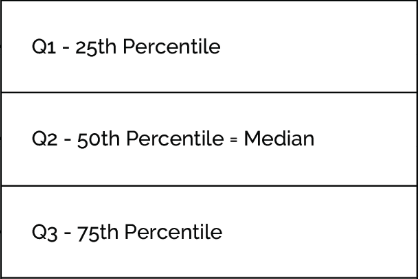 Q1 - 25th Percentile
Q2 - 50th Percentile = Median
Q3 - 75th Percentile